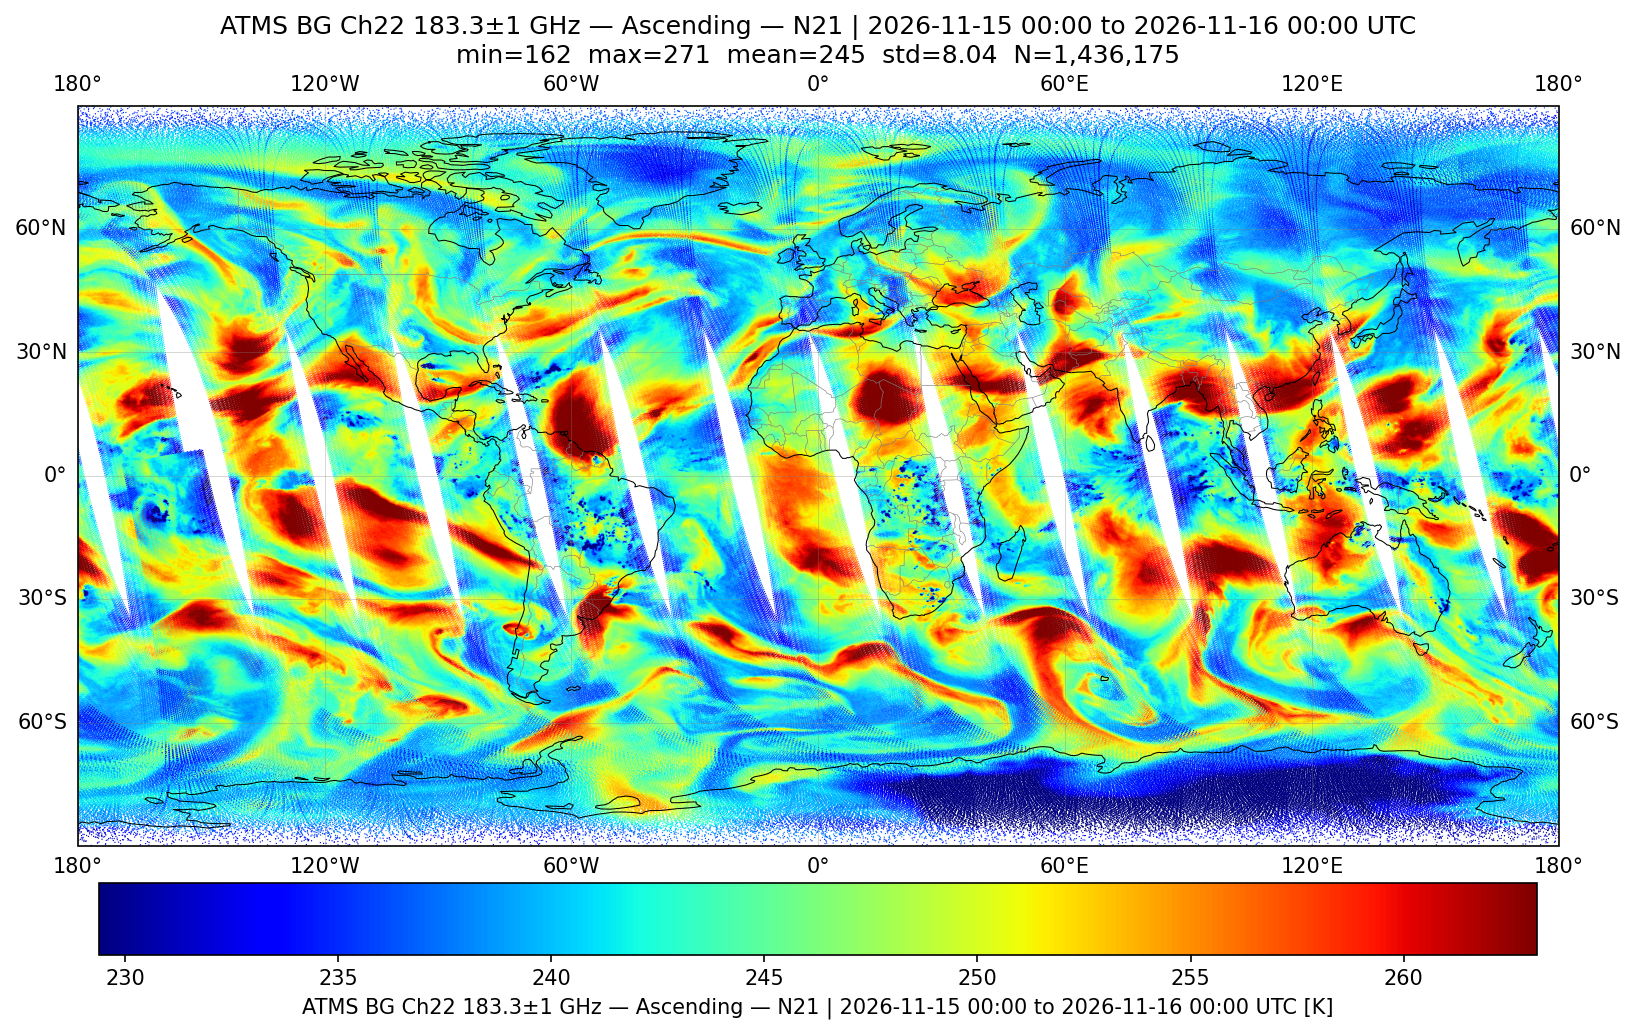 ATMS BG Ch22 183.3±1 GHz — Ascending — N21 | 2026-11-15 00:00 to 2026-11-16 00:00 UTC
min=162 max=271 mean=245 std=8.04 N=1,436,175
180° 120°W 60°W 0° 60°E 120°E 180°
60°N 60°N
30°N 30°N
0° 0°
30°S 30°S
60°S 60°S
180° 120°W 60°W 0° 60°E 120°E 180°
230 235 240 245 250 255 260
ATMS BG Ch22 183.3±1 GHz — Ascending — N21 | 2026-11-15 00:00 to 2026-11-16 00:00 UTC [K]